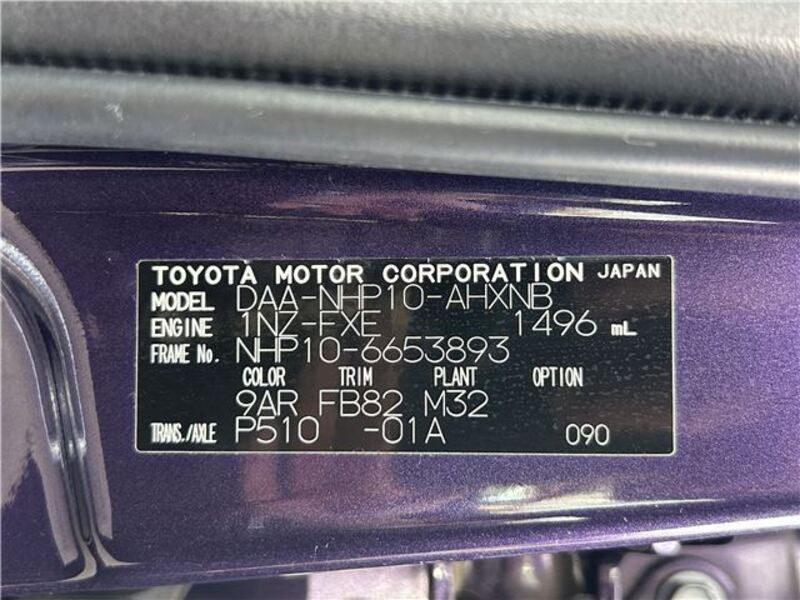 TOYOTA MOTOR CORPORATION JAPAN
MODEL DAA-NHP10-AHXNB
ENGINE 1NZ-FXE 1496 mL
FRAME No. NHP10-6653893
COLOR TRIM PLANT OPTION
9AR FB82 M32
TRANS./AXLE P510 -01A 090